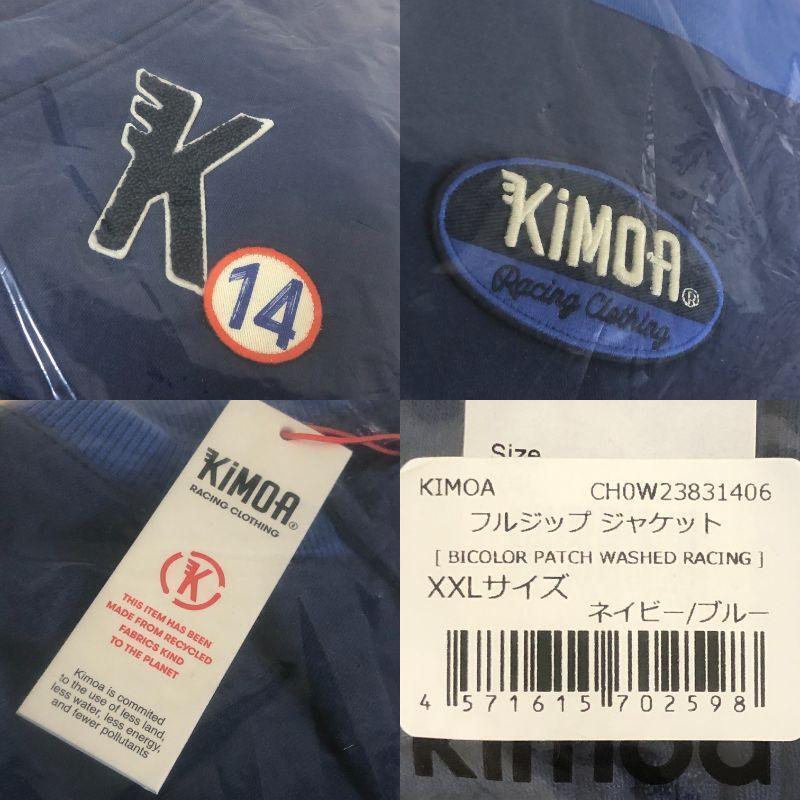 K
14
KiMOA®
Racing Clothing
KiMOA®
RACING CLOTHING
K
THIS ITEM HAS BEEN
MADE FROM RECYCLED
FABRICS KIND
TO THE PLANET
Kimoa is commited
to the use of less land,
less water, less energy,
and fewer pollutants
Size
KIMOA CH0W23831406
フルジップ ジャケット
[ BICOLOR PATCH WASHED RACING ]
XXLサイズ
ネイビー/ブルー
4 571615 702598
kimoa